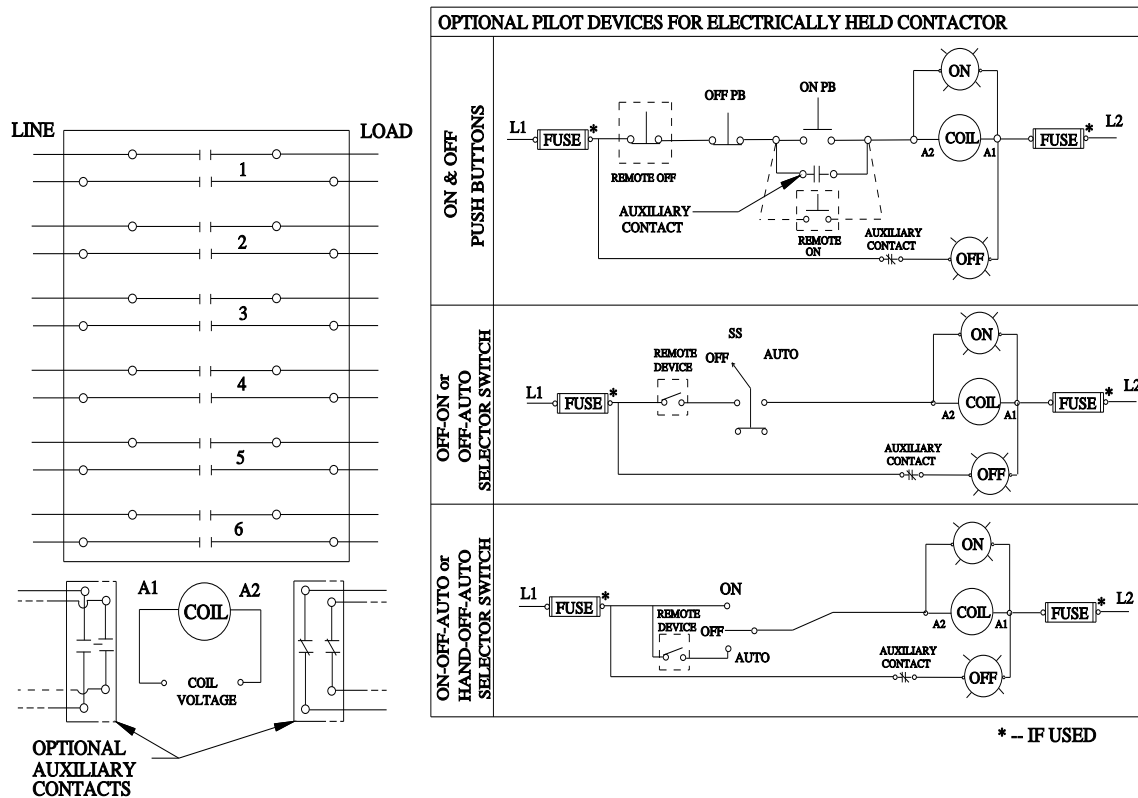 LINE
LOAD
1
2
3
4
5
6
A1
A2
COIL
COIL
VOLTAGE
OPTIONAL
AUXILIARY
CONTACTS
OPTIONAL PILOT DEVICES FOR ELECTRICALLY HELD CONTACTOR
ON & OFF
PUSH BUTTONS
L1
FUSE
*
REMOTE OFF
OFF PB
ON PB
AUXILIARY
CONTACT
REMOTE
ON
AUXILIARY
CONTACT
ON
A2
COIL
A1
FUSE
*
L2
OFF
OFF-ON or
OFF-AUTO
SELECTOR SWITCH
L1
FUSE
*
REMOTE
DEVICE
SS
OFF
AUTO
ON
A2
COIL
A1
FUSE
*
L2
AUXILIARY
CONTACT
OFF
ON-OFF-AUTO or
HAND-OFF-AUTO
SELECTOR SWITCH
L1
FUSE
*
REMOTE
DEVICE
ON
OFF
AUTO
ON
A2
COIL
A1
FUSE
*
L2
AUXILIARY
CONTACT
OFF
* -- IF USED